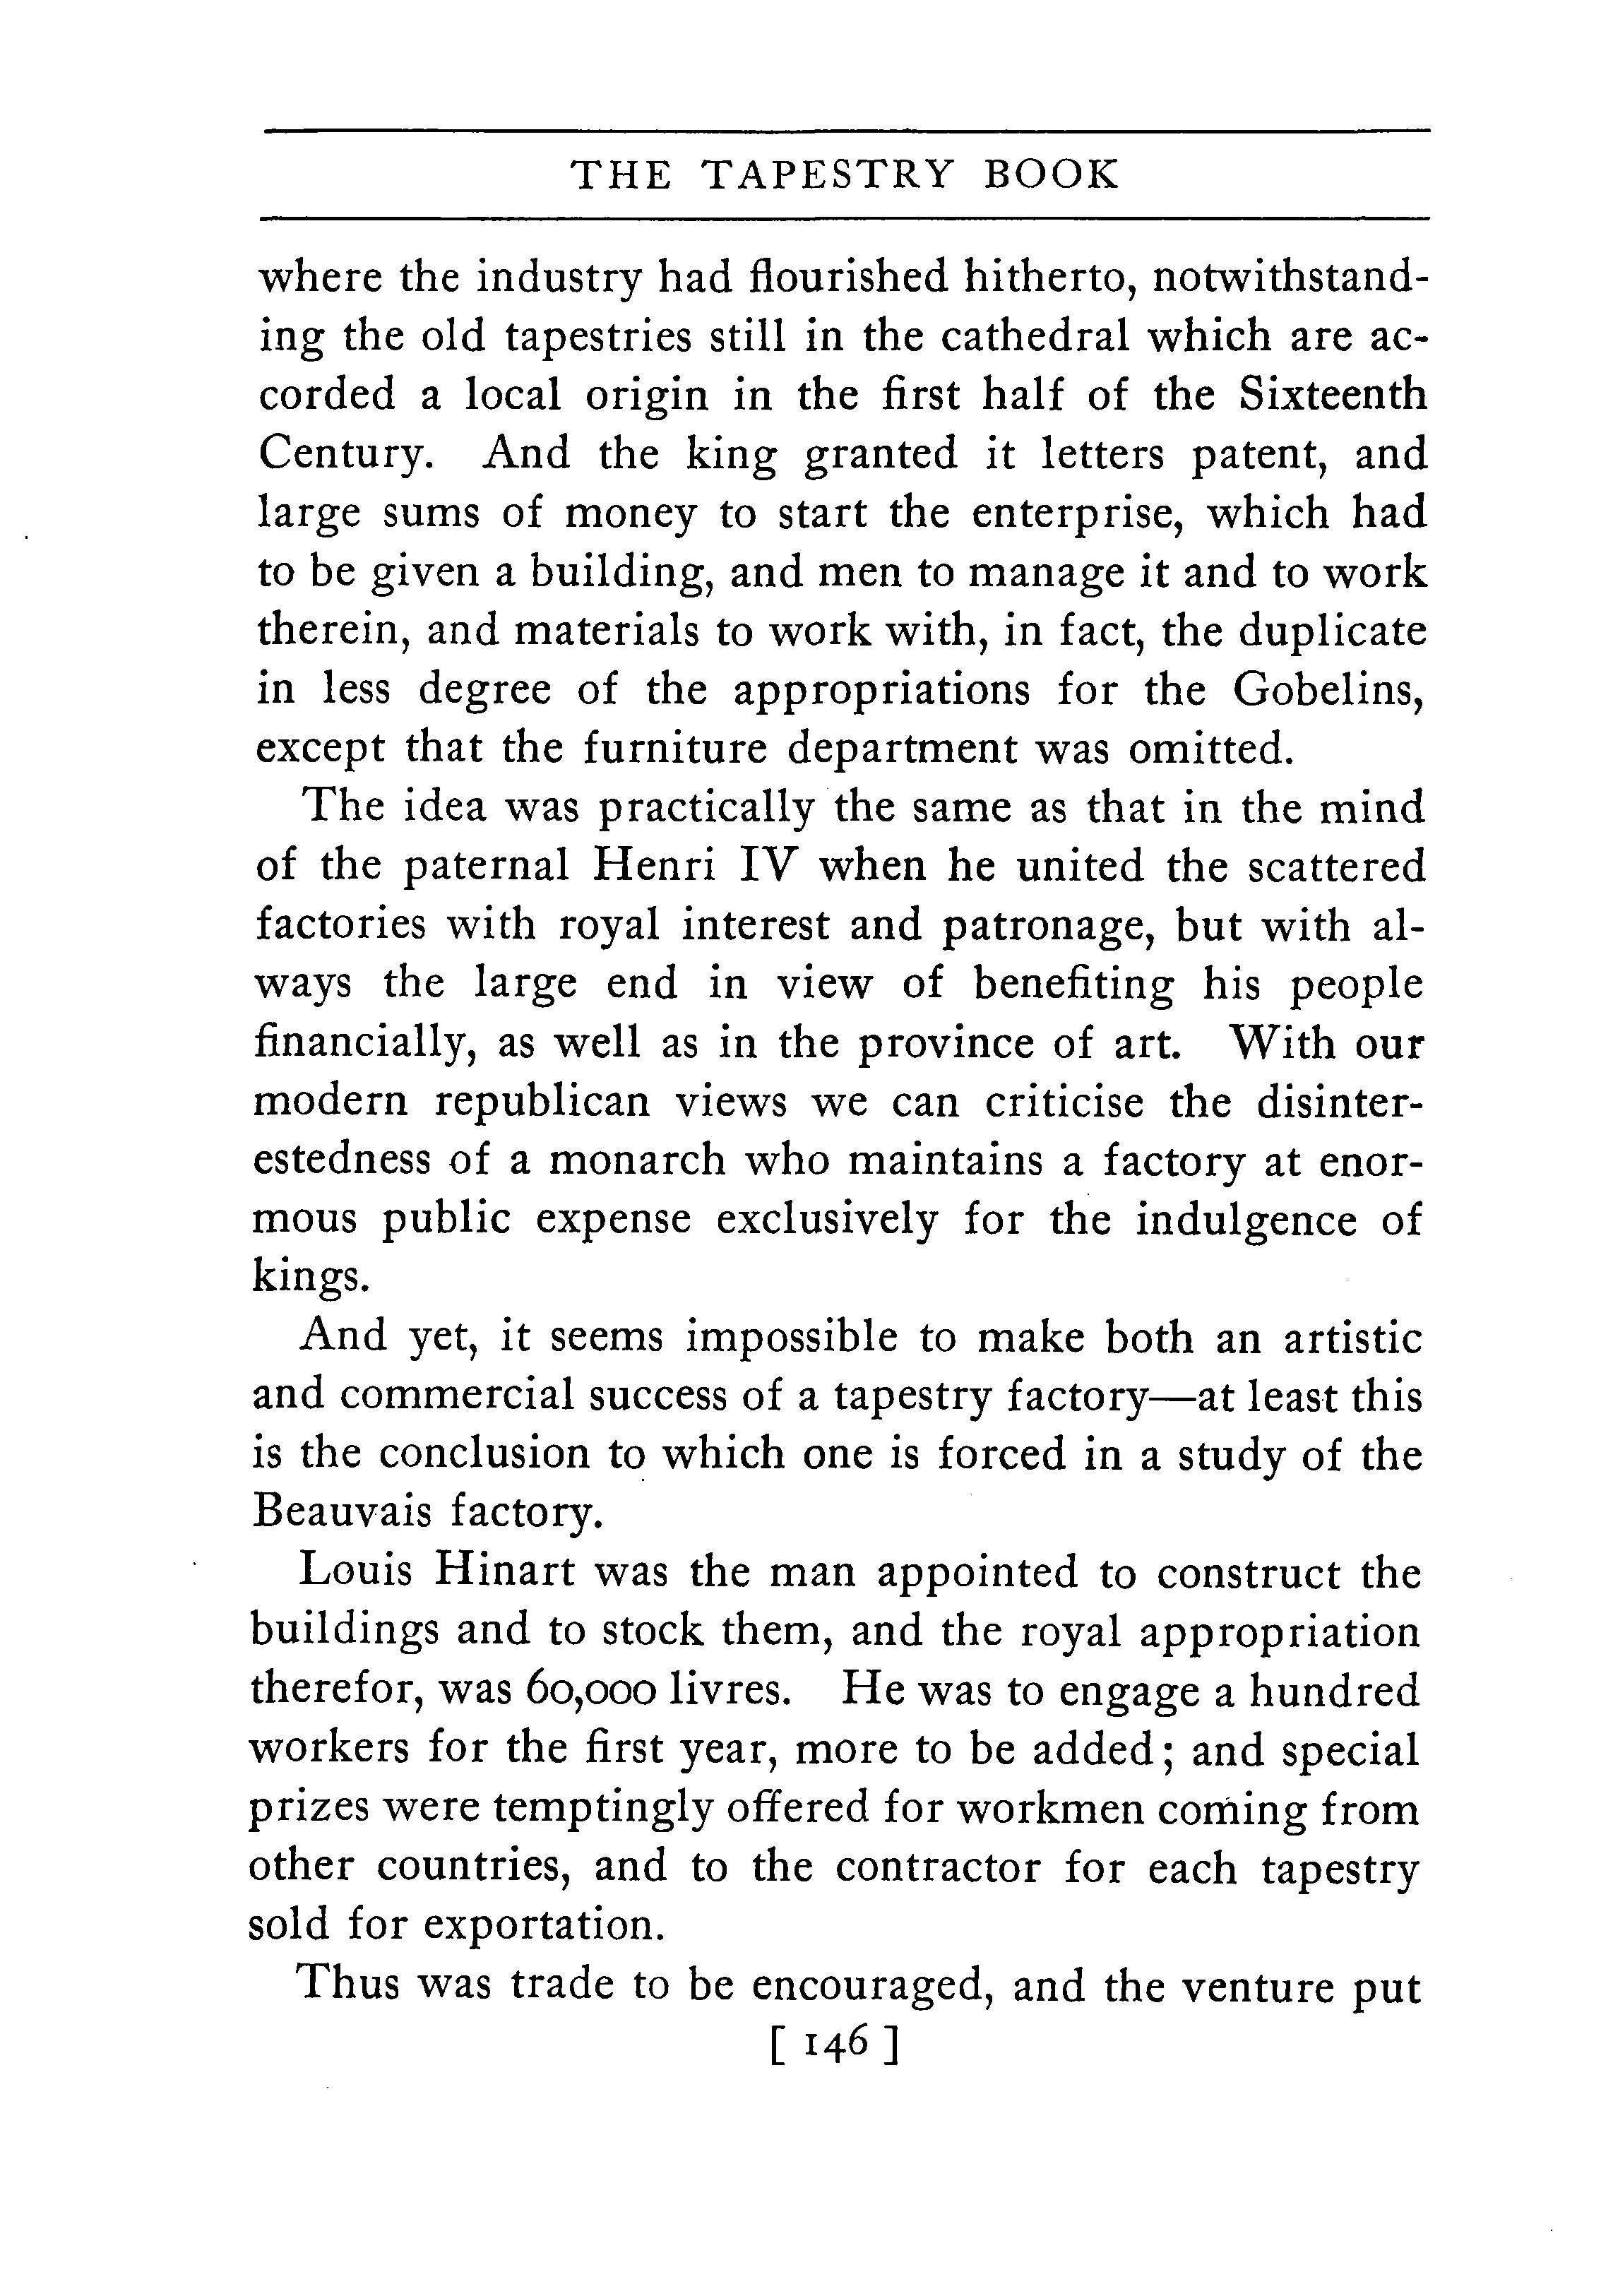 THE TAPESTRY BOOK
where the industry had flourished hitherto, notwithstand-
ing the old tapestries still in the cathedral which are ac-
corded a local origin in the first half of the Sixteenth
Century. And the king granted it letters patent, and
large sums of money to start the enterprise, which had
to be given a building, and men to manage it and to work
therein, and materials to work with, in fact, the duplicate
in less degree of the appropriations for the Gobelins,
except that the furniture department was omitted.
The idea was practically the same as that in the mind
of the paternal Henri IV when he united the scattered
factories with royal interest and patronage, but with al-
ways the large end in view of benefiting his people
financially, as well as in the province of art. With our
modern republican views we can criticise the disinter-
estedness of a monarch who maintains a factory at enor-
mous public expense exclusively for the indulgence of
kings.
And yet, it seems impossible to make both an artistic
and commercial success of a tapestry factory—at least this
is the conclusion to which one is forced in a study of the
Beauvais factory.
Louis Hinart was the man appointed to construct the
buildings and to stock them, and the royal appropriation
therefor, was 60,000 livres. He was to engage a hundred
workers for the first year, more to be added; and special
prizes were temptingly offered for workmen coming from
other countries, and to the contractor for each tapestry
sold for exportation.
Thus was trade to be encouraged, and the venture put
[ 146 ]